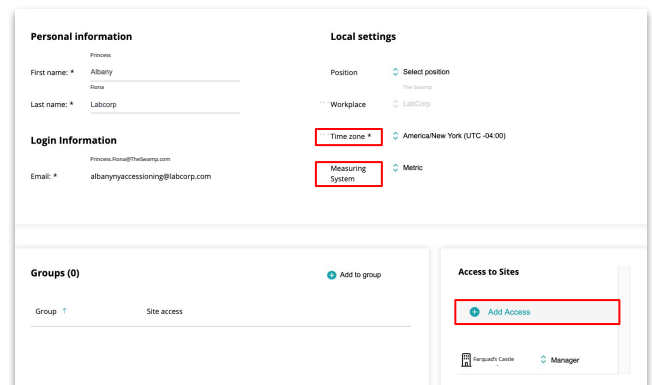 Personal information
Princess
First name: * Albany
Fiona
Last name: * Labcorp
Login Information
Princess.Fiona@TheSwamp.com
Email: * albanynyaccessioning@labcorp.com
Local settings
Position Select position
The Swamp
Workplace LabCorp
Time zone * America/New York (UTC -04:00)
Measuring
System Metric
Groups (0)
Add to group
Group ↑ Site access
Access to Sites
Add Access
Farquad's Castle Manager